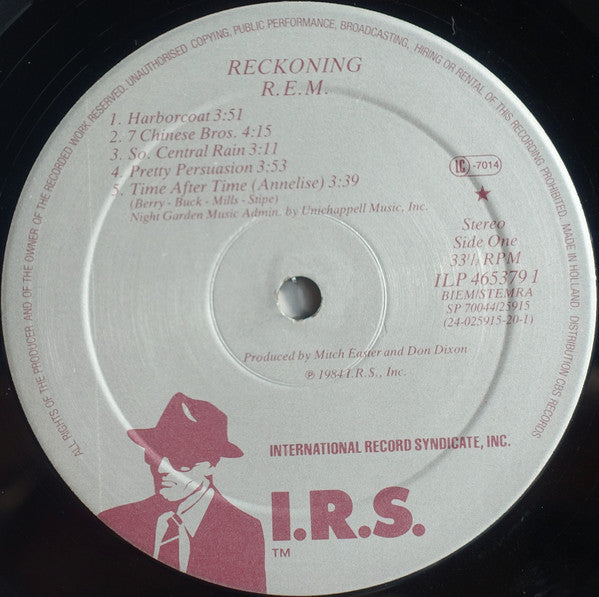 ALL RIGHTS OF THE PRODUCER AND OF THE OWNER OF THE RECORDED WORK RESERVED. UNAUTHORISED COPYING, PUBLIC PERFORMANCE, BROADCASTING, HIRING OR RENTAL OF THIS RECORDING PROHIBITED. MADE IN HOLLAND DISTRIBUTION CBS RECORDS
RECKONING
R.E.M.
1. Harborcoat 3:51
2. 7 Chinese Bros. 4:15
3. So. Central Rain 3:11
4. Pretty Persuasion 3:53
5. Time After Time (Annelise) 3:39
(Berry - Buck - Mills - Stipe)
Night Garden Music Admin. by Unichappell Music, Inc.
LC -7014
★
Stereo
Side One
33⅓ RPM
ILP 465379 1
BIEM/STEMRA
SP 70044/25915
(24-025915-20-1)
Produced by Mitch Easter and Don Dixon
℗ 1984 I.R.S., Inc.
INTERNATIONAL RECORD SYNDICATE, INC.
I.R.S.
TM